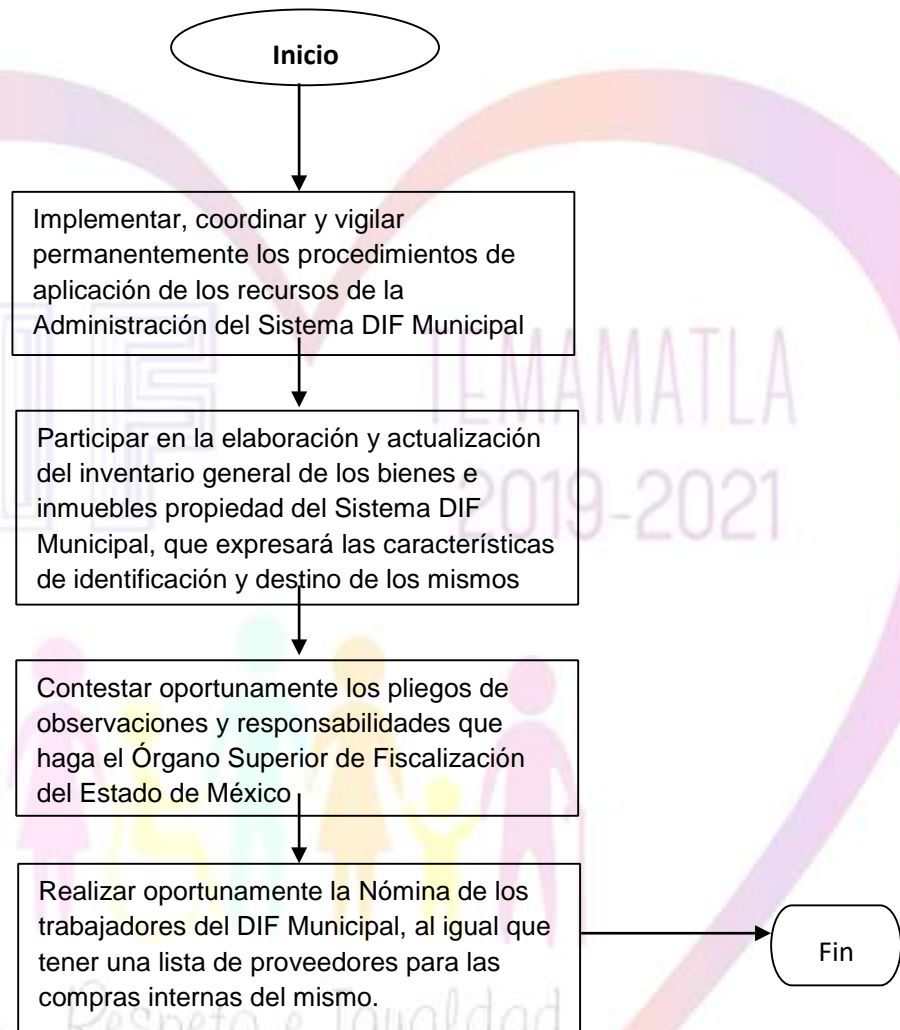 Inicio
Implementar, coordinar y vigilar
permanentemente los procedimientos de
aplicación de los recursos de la
Administración del Sistema DIF Municipal
TEMAMATLA
2019-2021
Participar en la elaboración y actualización
del inventario general de los bienes e
inmuebles propiedad del Sistema DIF
Municipal, que expresará las características
de identificación y destino de los mismos
Contestar oportunamente los pliegos de
observaciones y responsabilidades que
haga el Órgano Superior de Fiscalización
del Estado de México
Realizar oportunamente la Nómina de los
trabajadores del DIF Municipal, al igual que
tener una lista de proveedores para las
compras internas del mismo.
Fin
Respeto e Igualdad